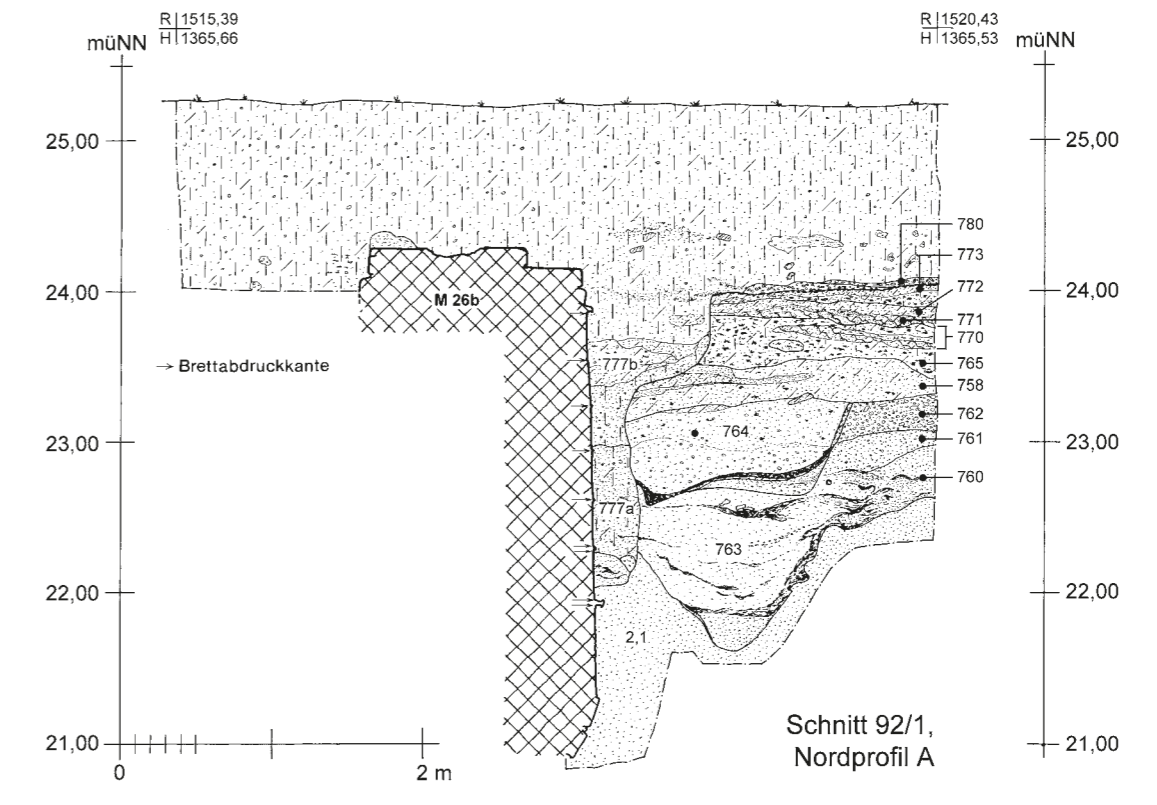 R 1515,39
H 1365,66
müNN
R 1520,43
H 1365,53
müNN
25,00
25,00
780
773
24,00
24,00
M 26b
772
771
770
→ Brettabdruckkante
777b
765
758
762
764
23,00
23,00
761
760
777a
763
22,00
22,00
2,1
Schnitt 92/1,
Nordprofil A
21,00
21,00
0
2 m